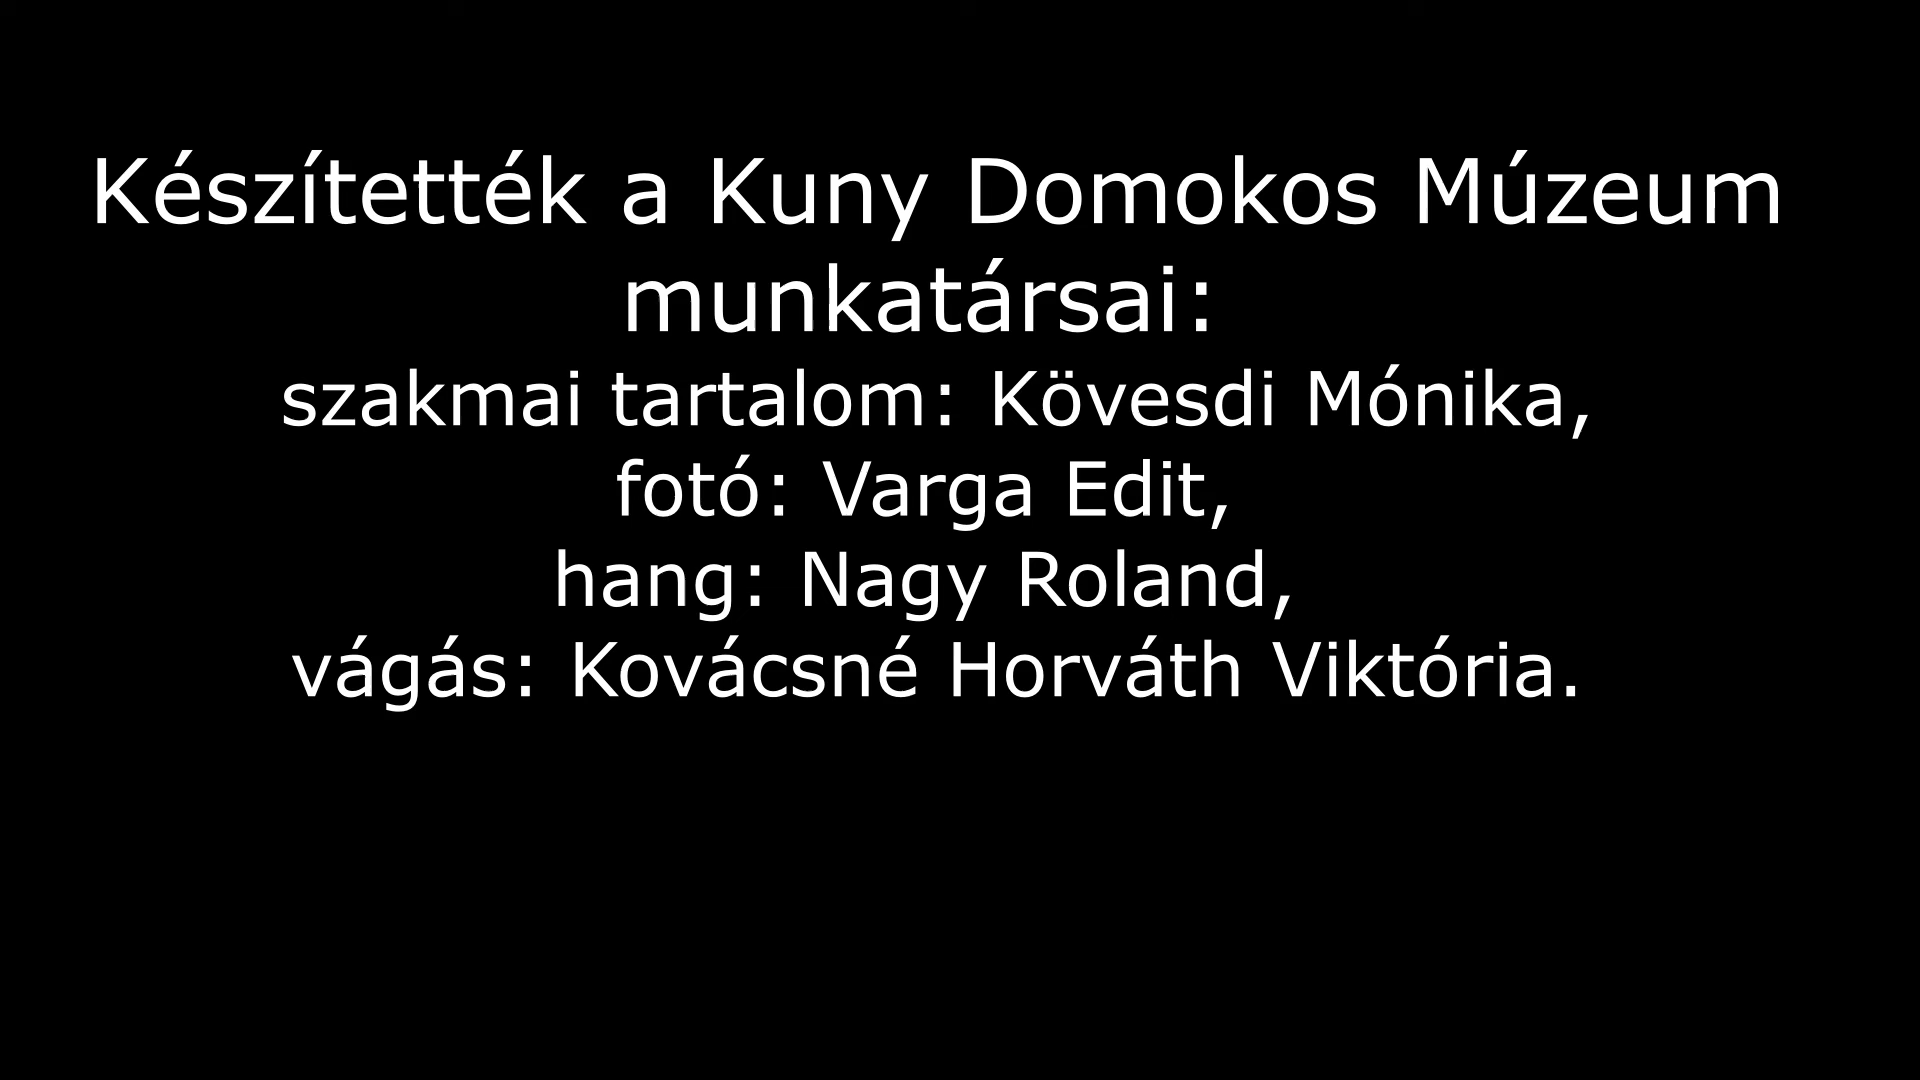 Készítették a Kuny Domokos Múzeum
munkatársai:
szakmai tartalom: Kövesdi Mónika,
fotó: Varga Edit,
hang: Nagy Roland,
vágás: Kovácsné Horváth Viktória.